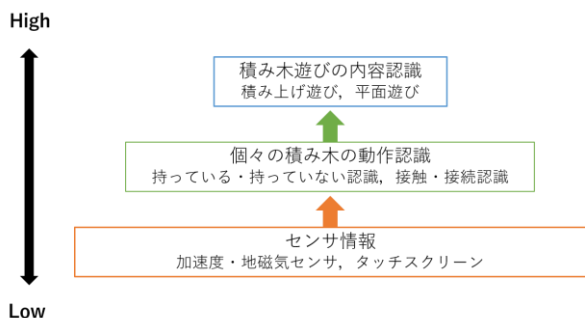 High
積み木遊びの内容認識
積み上げ遊び，平面遊び
個々の積み木の動作認識
持っている・持っていない認識，接触・接続認識
センサ情報
加速度・地磁気センサ，タッチスクリーン
Low